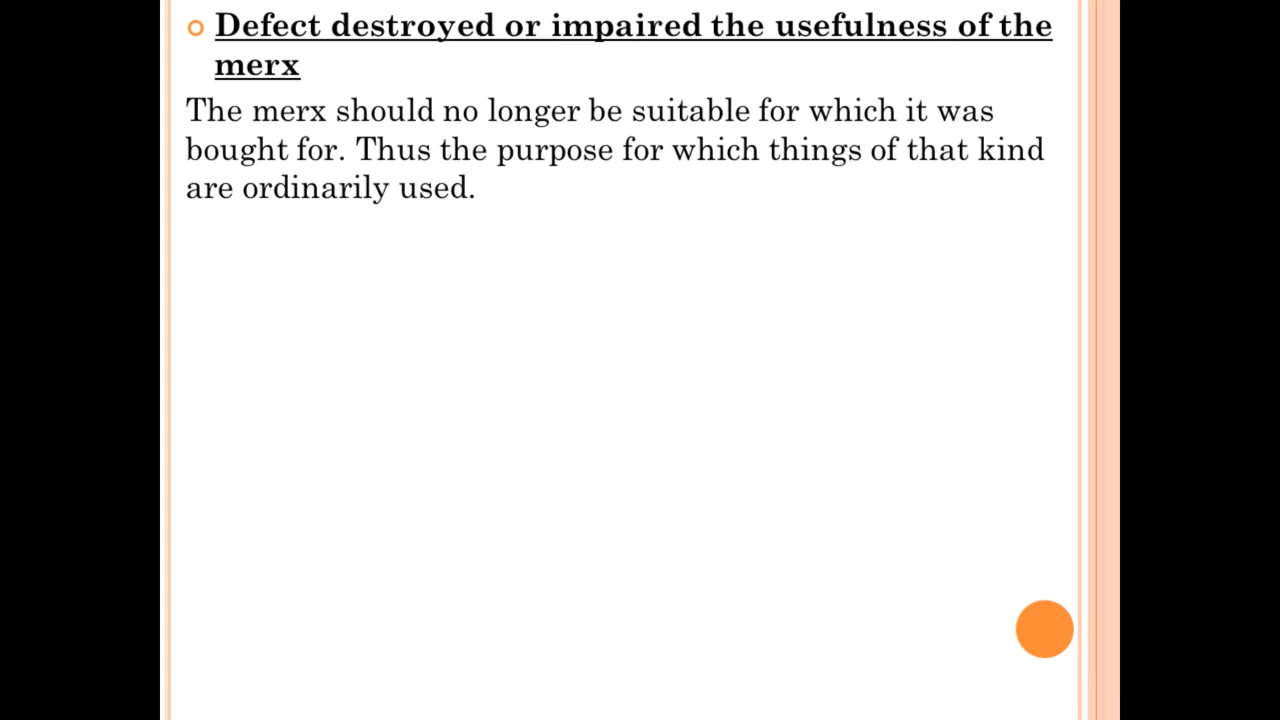 Defect destroyed or impaired the usefulness of the
merx
The merx should no longer be suitable for which it was
bought for. Thus the purpose for which things of that kind
are ordinarily used.